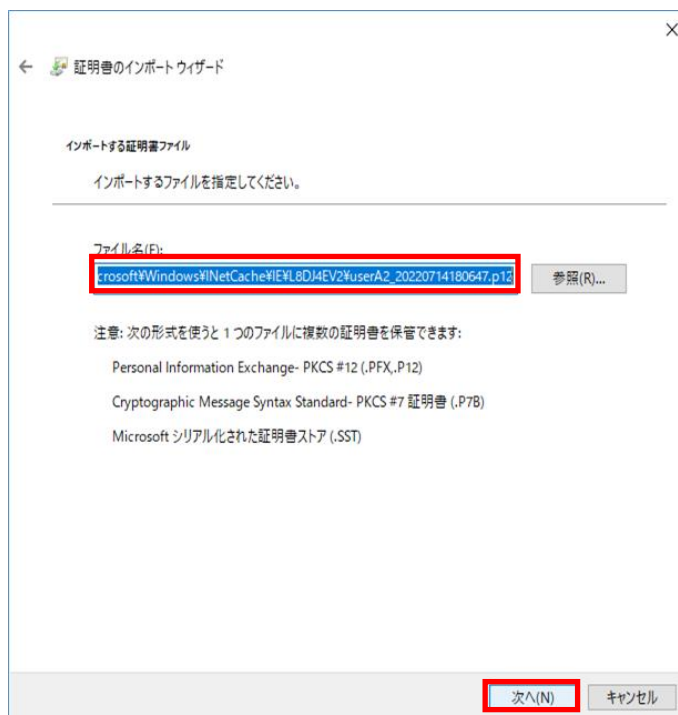 証明書のインポート ウィザード
インポートする証明書ファイル
インポートするファイルを指定してください。
ファイル名(F):
crosoft¥Windows¥INetCache¥IE¥L8DJ4EV2¥userA2_20220714180647.p12
参照(R)...
注意: 次の形式を使うと 1 つのファイルに複数の証明書を保管できます:
Personal Information Exchange- PKCS #12 (.PFX,.P12)
Cryptographic Message Syntax Standard- PKCS #7 証明書 (.P7B)
Microsoft シリアル化された証明書ストア (.SST)
次へ(N)
キャンセル